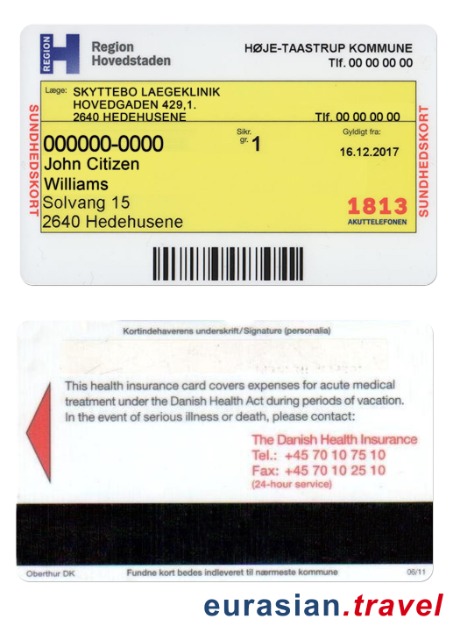 REGION
Region
Hovedstaden
HØJE-TAASTRUP KOMMUNE
Tlf. 00 00 00 00
Læge: SKYTTEBO LAEGEKLINIK
HOVEDGADEN 429,1.
2640 HEDEHUSENE Tlf. 00 00 00 00
SUNDHEDSKORT
000000-0000
Sikr.
gr. 1
Gyldigt fra:
16.12.2017
John Citizen
Williams
Solvang 15
2640 Hedehusene
1813
AKUTTELEFONEN
SUNDHEDSKORT
Kortindehaverens underskrift/Signature (personalia)
This health insurance card covers expenses for acute medical
treatment under the Danish Health Act during periods of vacation.
In the event of serious illness or death, please contact:
The Danish Health Insurance
Tel.: +45 70 10 75 10
Fax: +45 70 10 25 10
(24-hour service)
Oberthur DK Fundne kort bedes indleveret til nærmeste kommune 06/11
eurasian.travel